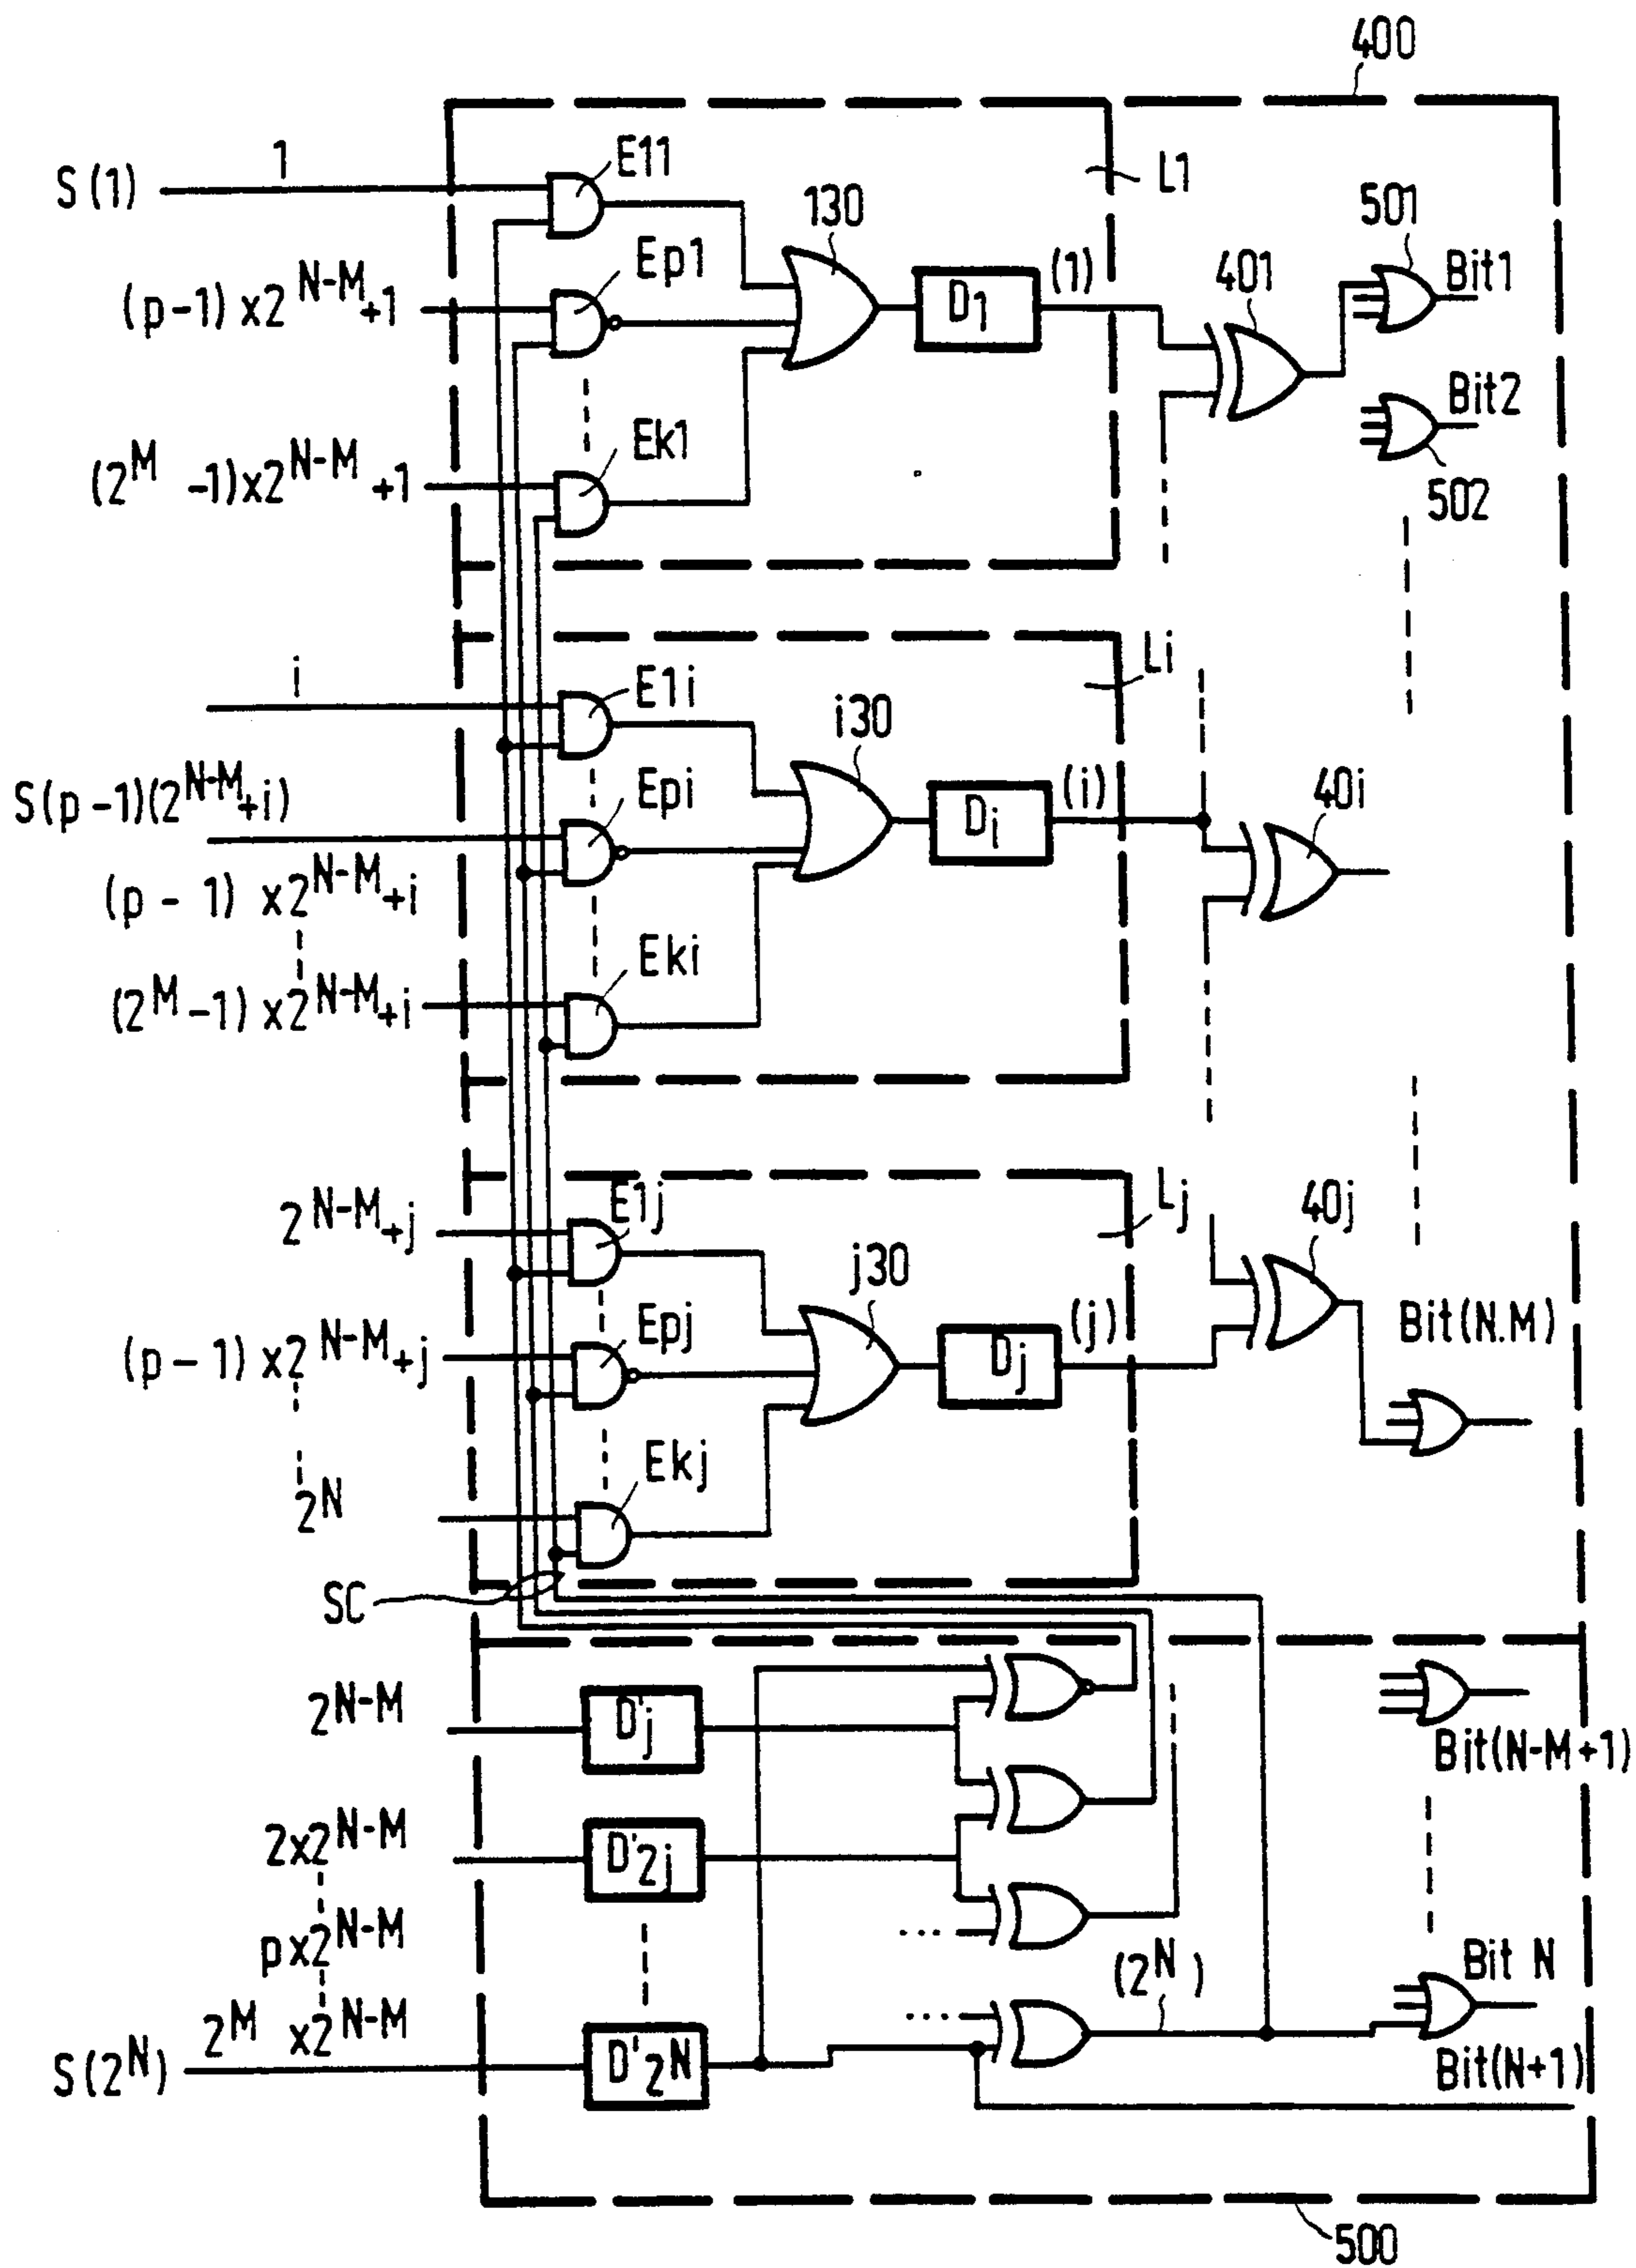 400
S(1) 1 E11 L1
130 501
(p-1)x2^N-M+1 Ep1 D1 (1) 401 Bit1
Bit2
(2^M -1)x2^N-M+1 Ek1 502
i E1i Li
i30
S(p-1)(2^N-M+i) Epi Di (i) 40i
(p - 1) x2^N-M+i
Eki
(2^M-1) x2^N-M+i
2^N-M+j E1j Lj 40j
j30
(p - 1) x2^N-M+j Epj Dj (j) Bit(N.M)
Ekj
2^N
SC
2^N-M D'j Bit(N-M+1)
2x2^N-M D'2j
px2^N-M
(2^N) Bit N
2^M x2^N-M
S(2^N) D'2^N Bit(N+1)
500